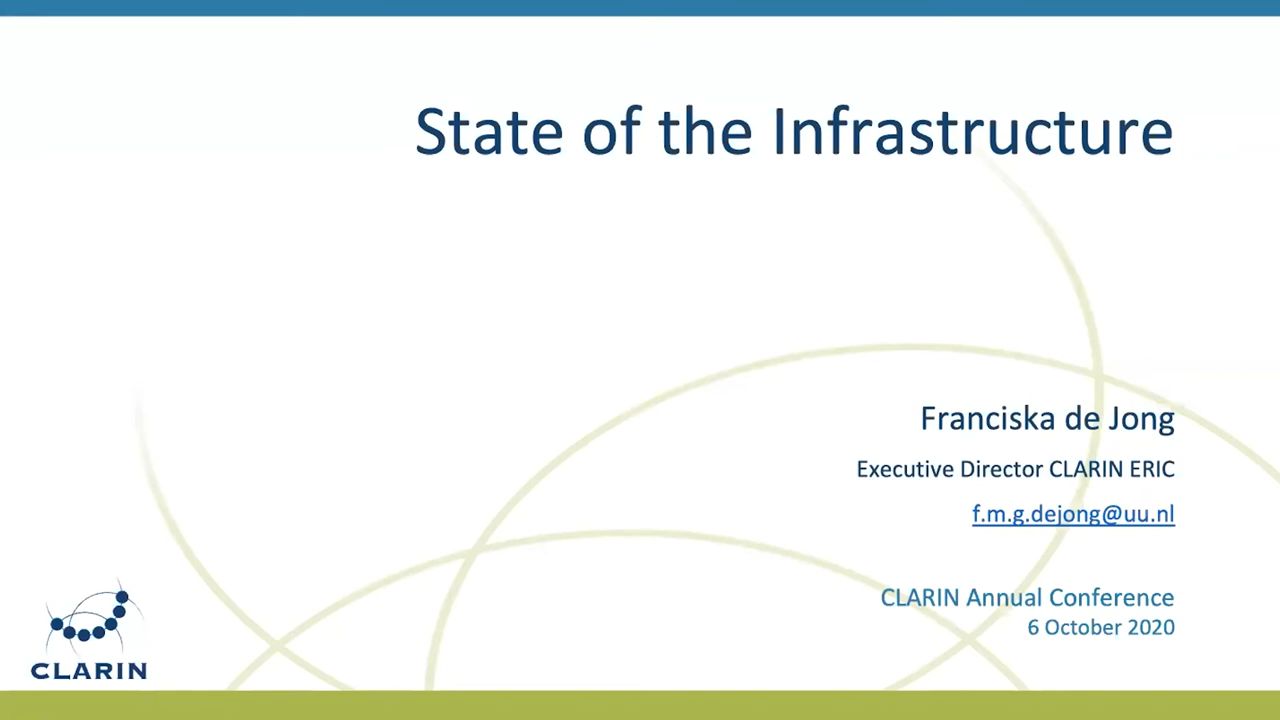 State of the Infrastructure
Franciska de Jong
Executive Director CLARIN ERIC
f.m.g.dejong@uu.nl
CLARIN Annual Conference
6 October 2020
CLARIN